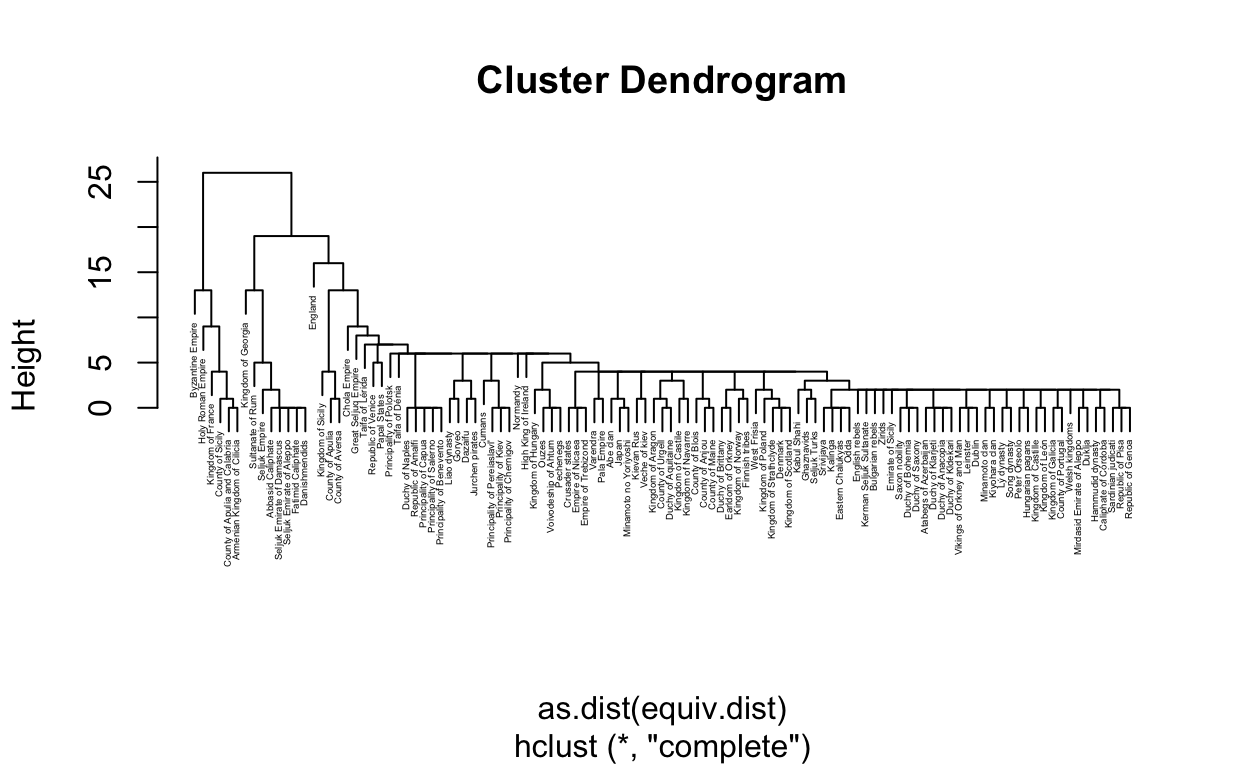 Cluster Dendrogram
Height
25
15
5
0
Byzantine Empire
Holy Roman Empire
Kingdom of France
County of Sicily
County of Apulia and Calabria
Armenian Kingdom of Cilicia
Kingdom of Georgia
Sultanate of Rum
Seljuk Empire
Abbasid Caliphate
Seljuk Emirate of Damascus
Seljuk Emirate of Aleppo
Fatimid Caliphate
Danishmendids
England
Kingdom of Sicily
County of Apulia
County of Aversa
Chola Empire
Great Seljuq Empire
Taifa of Lérida
Republic of Venice
Papal States
Principality of Polotsk
Taifa of Dénia
Duchy of Naples
Republic of Amalfi
Principality of Capua
Principality of Salerno
Principality of Benevento
Liao dynasty
Goryeo
Dazaifu
Jurchen pirates
Cumans
Principality of Pereiaslavl'
Principality of Kiev
Principality of Chernigov
Normandy
High King of Ireland
Kingdom of Hungary
Ouzes
Voivodeship of Ahtum
Pechenegs
Crusader states
Empire of Nicaea
Empire of Trebizond
Varendra
Pala Empire
Abe clan
Japan
Minamoto no Yoriyoshi
Kievan Rus
Vectra of Kiev
Kingdom of Aragon
County of Urgell
Duchy of Aquitaine
Kingdom of Castile
Kingdom of Navarre
County of Blois
County of Anjou
County of Maine
Duchy of Brittany
Earldom of Orkney
Kingdom of Norway
Finnish tribes
West Frisia
Kingdom of Poland
Kingdom of Strathclyde
Denmark
Kingdom of Scotland
Kabul Shahi
Ghaznavids
Seljuk Turks
Srivijaya
Kalinga
Eastern Chalukyas
Odda
English rebels
Kerman Seljuk Sultanate
Bulgarian rebels
Zirids
Emirate of Sicily
Saxon nobility
Duchy of Bohemia
Duchy of Saxony
Atabegs of Azerbaijan
Duchy of Kldekari
Vikings of Orkney and Man
Leinster
Dublin
Minamoto clan
Kiyohara clan
Lý dynasty
Song dynasty
Peter Orseolo
Hungarian magnates
Kingdom of Castile
Kingdom of León
Kingdom of Galicia
County of Portugal
Welsh kingdoms
Mirdasid Emirate of Aleppo
Duklja
Hammudid dynasty
Caliphate of Córdoba
Sardinian judicati
Republic of Pisa
Republic of Genoa
as.dist(equiv.dist)
hclust (*, "complete")